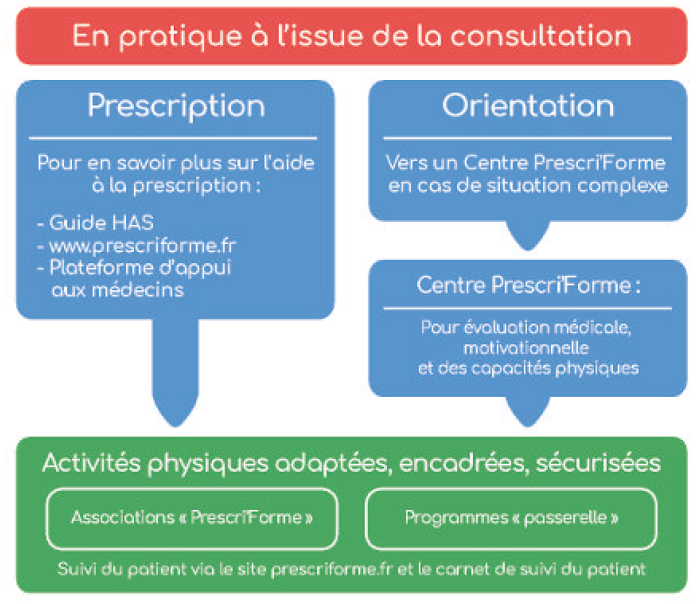 En pratique à l'issue de la consultation
Prescription
Pour en savoir plus sur l'aide
à la prescription :
- Guide HAS
- www.prescriforme.fr
- Plateforme d'appui
aux médecins
Orientation
Vers un Centre Prescri'Forme
en cas de situation complexe
Centre Prescri'Forme :
Pour évaluation médicale,
motivationnelle
et des capacités physiques
Activités physiques adaptées, encadrées, sécurisées
Associations « Prescri'Forme »
Programmes « passerelle »
Suivi du patient via le site prescriforme.fr et le carnet de suivi du patient